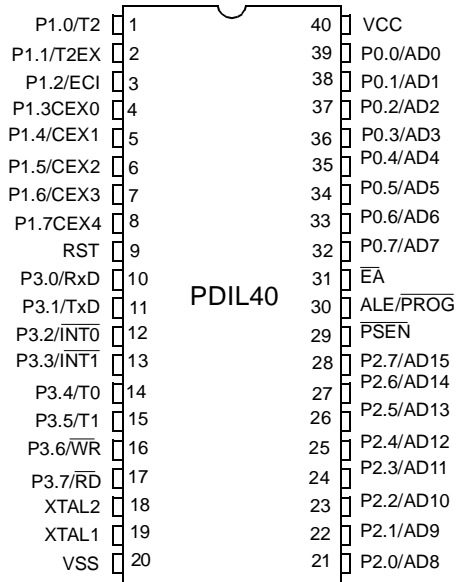 P1.0/T2 1 40 VCC
P1.1/T2EX 2 39 P0.0/AD0
P1.2/ECI 3 38 P0.1/AD1
P1.3CEX0 4 37 P0.2/AD2
P1.4/CEX1 5 36 P0.3/AD3
P1.5/CEX2 6 35 P0.4/AD4
P1.6/CEX3 7 34 P0.5/AD5
P1.7CEX4 8 33 P0.6/AD6
RST 9 32 P0.7/AD7
P3.0/RxD 10 31 EA
P3.1/TxD 11 PDIL40 30 ALE/PROG
P3.2/INT0 12 29 PSEN
P3.3/INT1 13 28 P2.7/AD15
P3.4/T0 14 27 P2.6/AD14
P3.5/T1 15 26 P2.5/AD13
P3.6/WR 16 25 P2.4/AD12
P3.7/RD 17 24 P2.3/AD11
XTAL2 18 23 P2.2/AD10
XTAL1 19 22 P2.1/AD9
VSS 20 21 P2.0/AD8